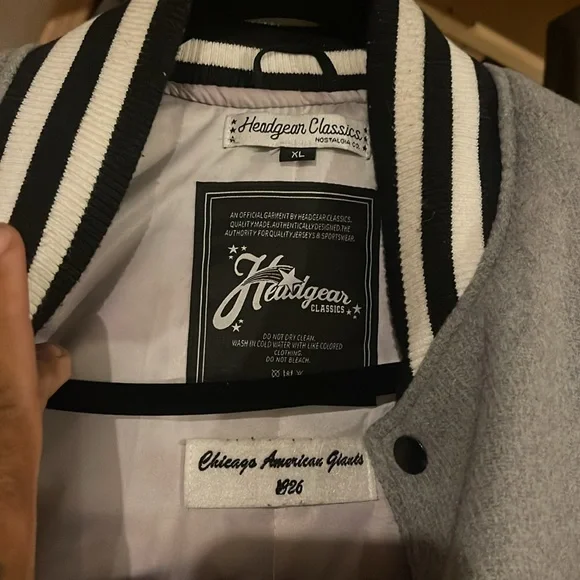 Headgear Classics
NOSTALGIA CO.
XL
AN OFFICIAL GARMENT BY HEADGEAR CLASSICS.
QUALITY MADE, AUTHENTICALLY DESIGNED. THE
AUTHORITY FOR QUALITY JERSEYS & SPORTSWEAR.
Headgear
CLASSICS
DO NOT DRY CLEAN.
WASH IN COLD WATER WITH LIKE COLORED
CLOTHING.
DO NOT BLEACH.
Chicago American Giants
1926